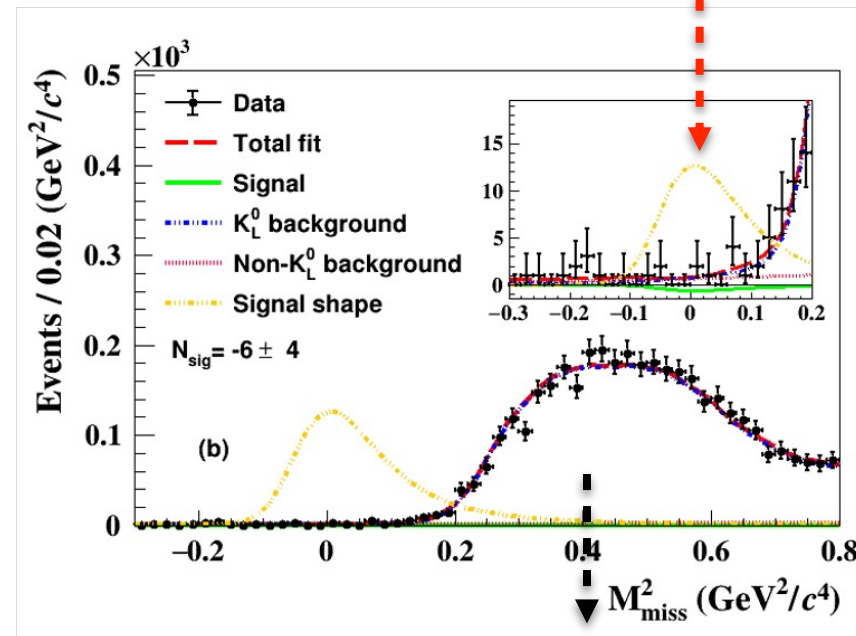 ×10³
0.5
0.4
0.3
0.2
0.1
0
Events / 0.02 (GeV²/c⁴)
Data
Total fit
Signal
K⁰_L background
Non-K⁰_L background
Signal shape
N_sig= -6 ± 4
(b)
15
10
5
0
−0.3 −0.2 −0.1 0 0.1 0.2
−0.2 0 0.2 0.4 0.6 0.8
M²_miss (GeV²/c⁴)